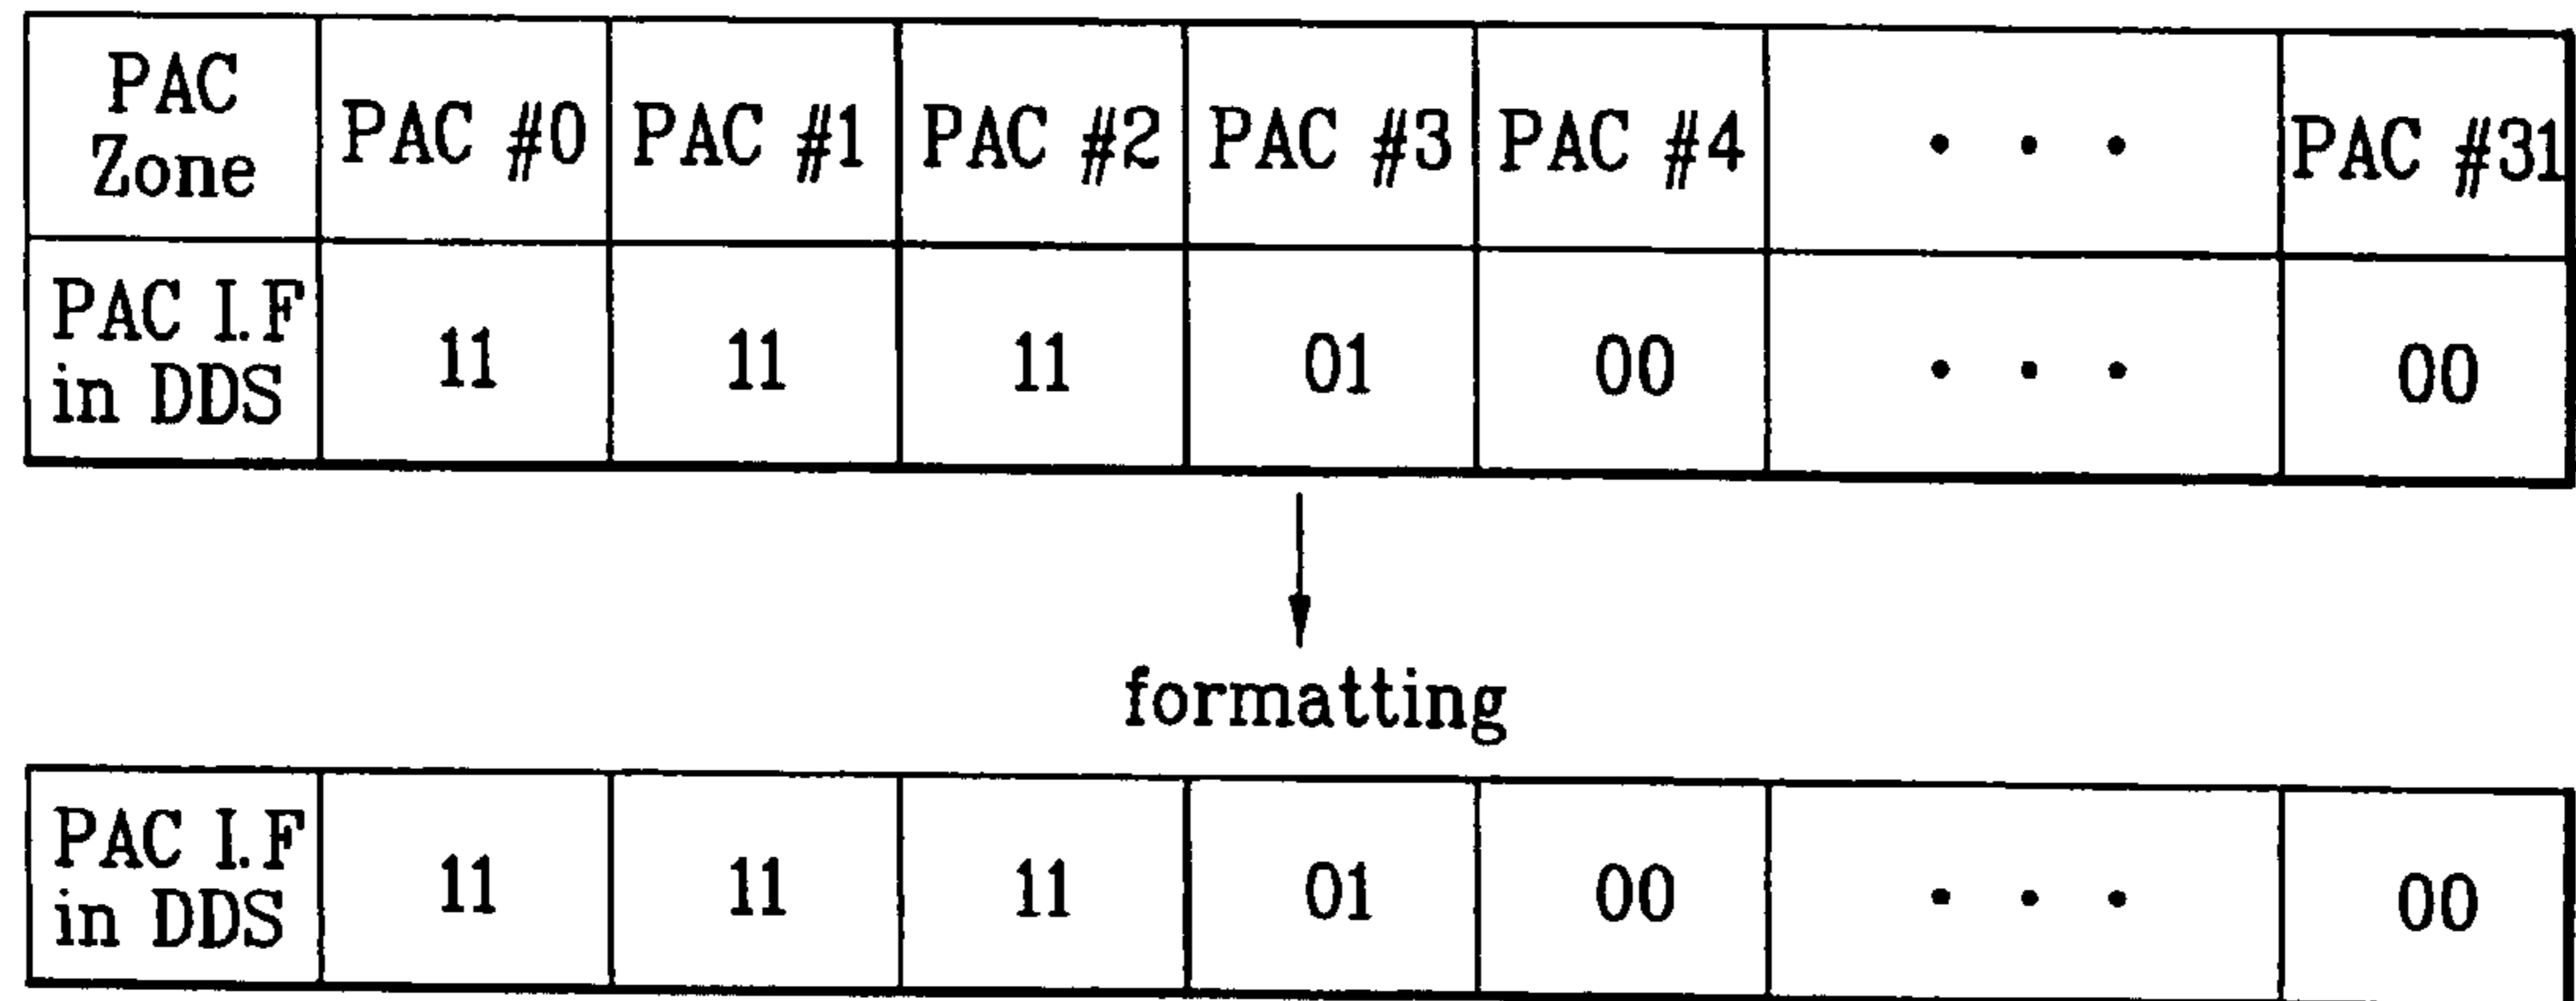 PAC Zone PAC #0 PAC #1 PAC #2 PAC #3 PAC #4 • • • PAC #31
PAC I.F in DDS 11 11 11 01 00 • • • 00
formatting
PAC I.F in DDS 11 11 11 01 00 • • • 00